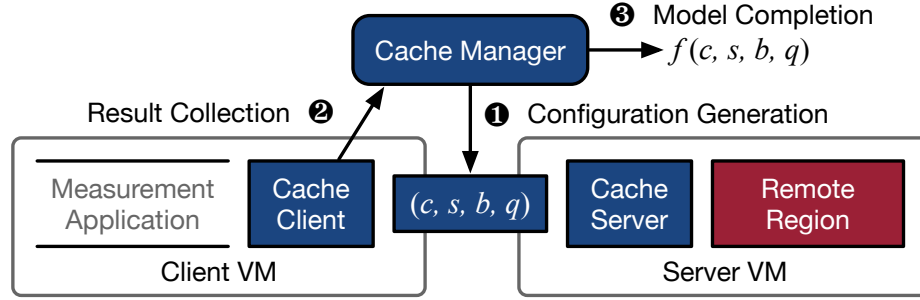 ❸ Model Completion
Cache Manager
f (c, s, b, q)
Result Collection ❷
❶ Configuration Generation
Measurement
Application
Cache
Client
(c, s, b, q)
Cache
Server
Remote
Region
Client VM
Server VM